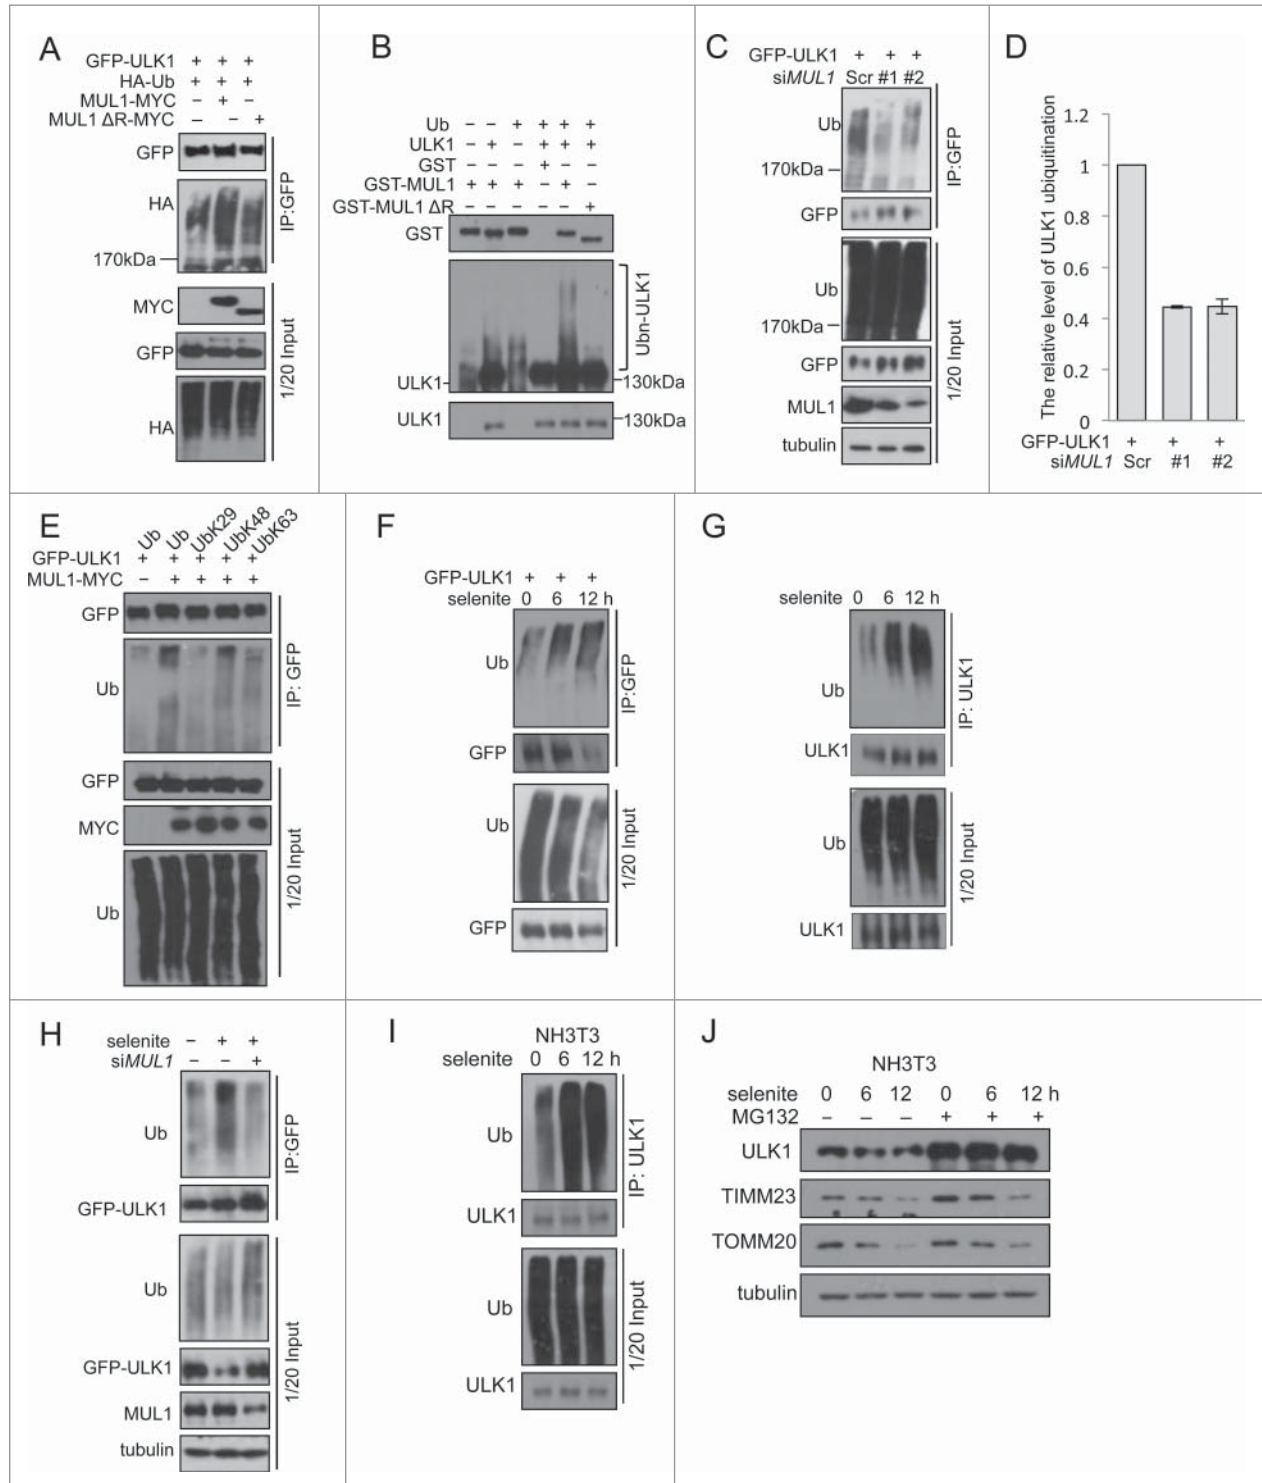 A
GFP-ULK1 + + +
HA-Ub + + +
MUL1-MYC − + −
MUL1 ΔR-MYC − − +
GFP
HA
170kDa
IP:GFP
MYC
GFP
HA
1/20 Input
B
Ub − − + + + +
ULK1 − + − + + +
GST − − − + − −
GST-MUL1 + + + − + −
GST-MUL1 ΔR − − − − − +
GST
Ubn-ULK1
ULK1
130kDa
ULK1
130kDa
C
GFP-ULK1 + + +
siMUL1 Scr #1 #2
Ub
170kDa
GFP
IP:GFP
Ub
170kDa
GFP
MUL1
tubulin
1/20 Input
D
The relative level of ULK1 ubiquitination
1.2
1
0.8
0.6
0.4
0.2
0
GFP-ULK1 + + +
siMUL1 Scr #1 #2
E
Ub Ub UbK29 UbK48 UbK63
GFP-ULK1 + + + + +
MUL1-MYC − + + + +
GFP
Ub
IP: GFP
GFP
MYC
Ub
1/20 Input
F
GFP-ULK1 + + +
selenite 0 6 12 h
Ub
GFP
IP:GFP
Ub
GFP
1/20 Input
G
selenite 0 6 12 h
Ub
ULK1
IP: ULK1
Ub
ULK1
1/20 Input
H
selenite − + +
siMUL1 − − +
Ub
GFP-ULK1
IP:GFP
Ub
GFP-ULK1
MUL1
tubulin
1/20 Input
I
NH3T3
selenite 0 6 12 h
Ub
ULK1
IP: ULK1
Ub
ULK1
1/20 Input
J
NH3T3
selenite 0 6 12 0 6 12 h
MG132 − − − + + +
ULK1
TIMM23
TOMM20
tubulin